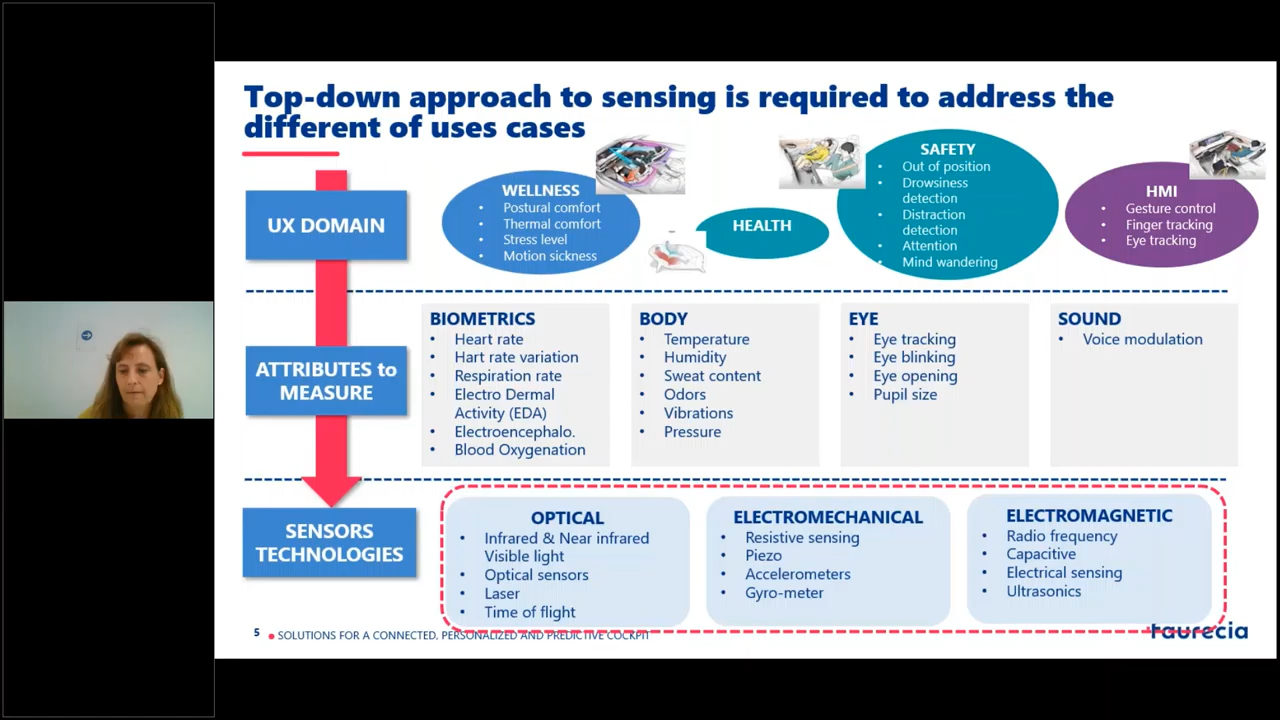 Top-down approach to sensing is required to address the
different of uses cases
UX DOMAIN
WELLNESS
• Postural comfort
• Thermal comfort
• Stress level
• Motion sickness
HEALTH
SAFETY
• Out of position
• Drowsiness
detection
• Distraction
detection
• Attention
• Mind wandering
HMI
• Gesture control
• Finger tracking
• Eye tracking
ATTRIBUTES to
MEASURE
BIOMETRICS
• Heart rate
• Hart rate variation
• Respiration rate
• Electro Dermal
Activity (EDA)
• Electroencephalo.
• Blood Oxygenation
BODY
• Temperature
• Humidity
• Sweat content
• Odors
• Vibrations
• Pressure
EYE
• Eye tracking
• Eye blinking
• Eye opening
• Pupil size
SOUND
• Voice modulation
SENSORS
TECHNOLOGIES
OPTICAL
• Infrared & Near infrared
Visible light
• Optical sensors
• Laser
• Time of flight
ELECTROMECHANICAL
• Resistive sensing
• Piezo
• Accelerometers
• Gyro-meter
ELECTROMAGNETIC
• Radio frequency
• Capacitive
• Electrical sensing
• Ultrasonics
5 • SOLUTIONS FOR A CONNECTED, PERSONALIZED AND PREDICTIVE COCKPIT
faurecia